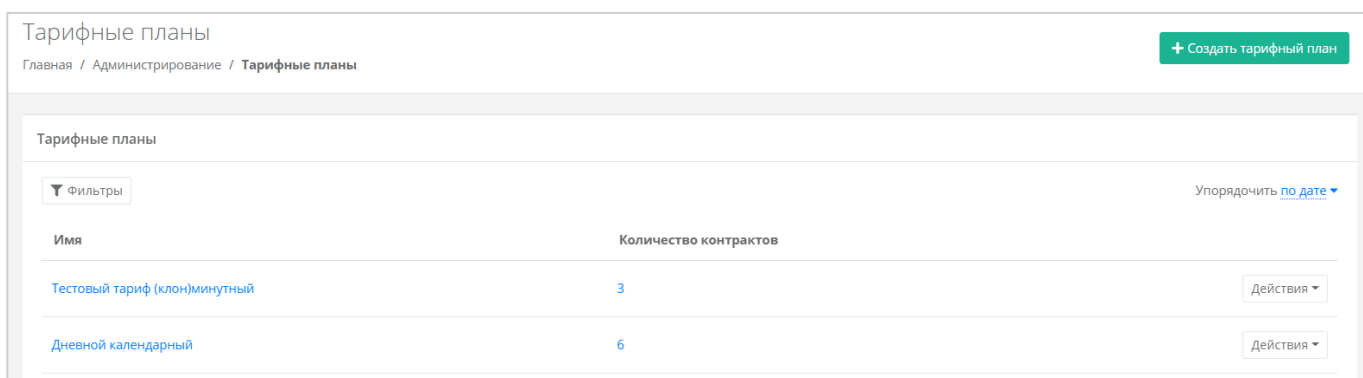 Тарифные планы
+ Создать тарифный план
Главная / Администрирование / Тарифные планы
Тарифные планы
Фильтры
Упорядочить по дате
Имя Количество контрактов
Тестовый тариф (клон)минутный 3 Действия
Дневной календарный 6 Действия